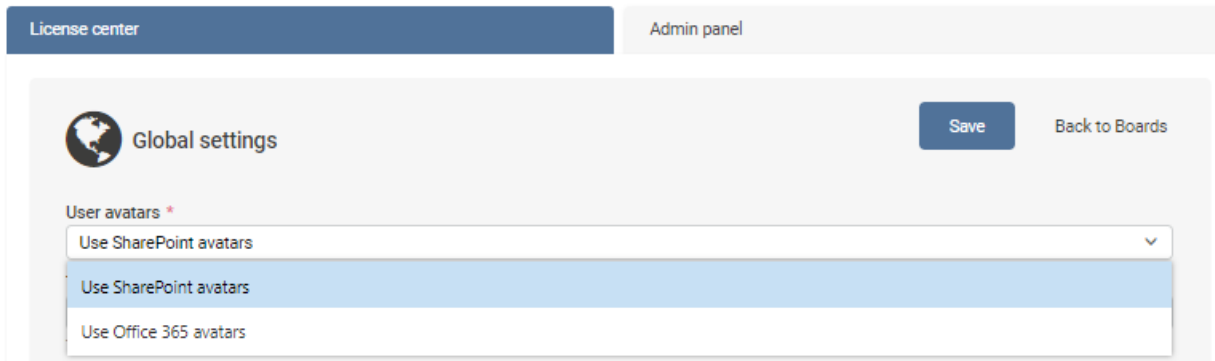 License center
Admin panel
Global settings
Save
Back to Boards
User avatars *
Use SharePoint avatars
Use SharePoint avatars
Use Office 365 avatars